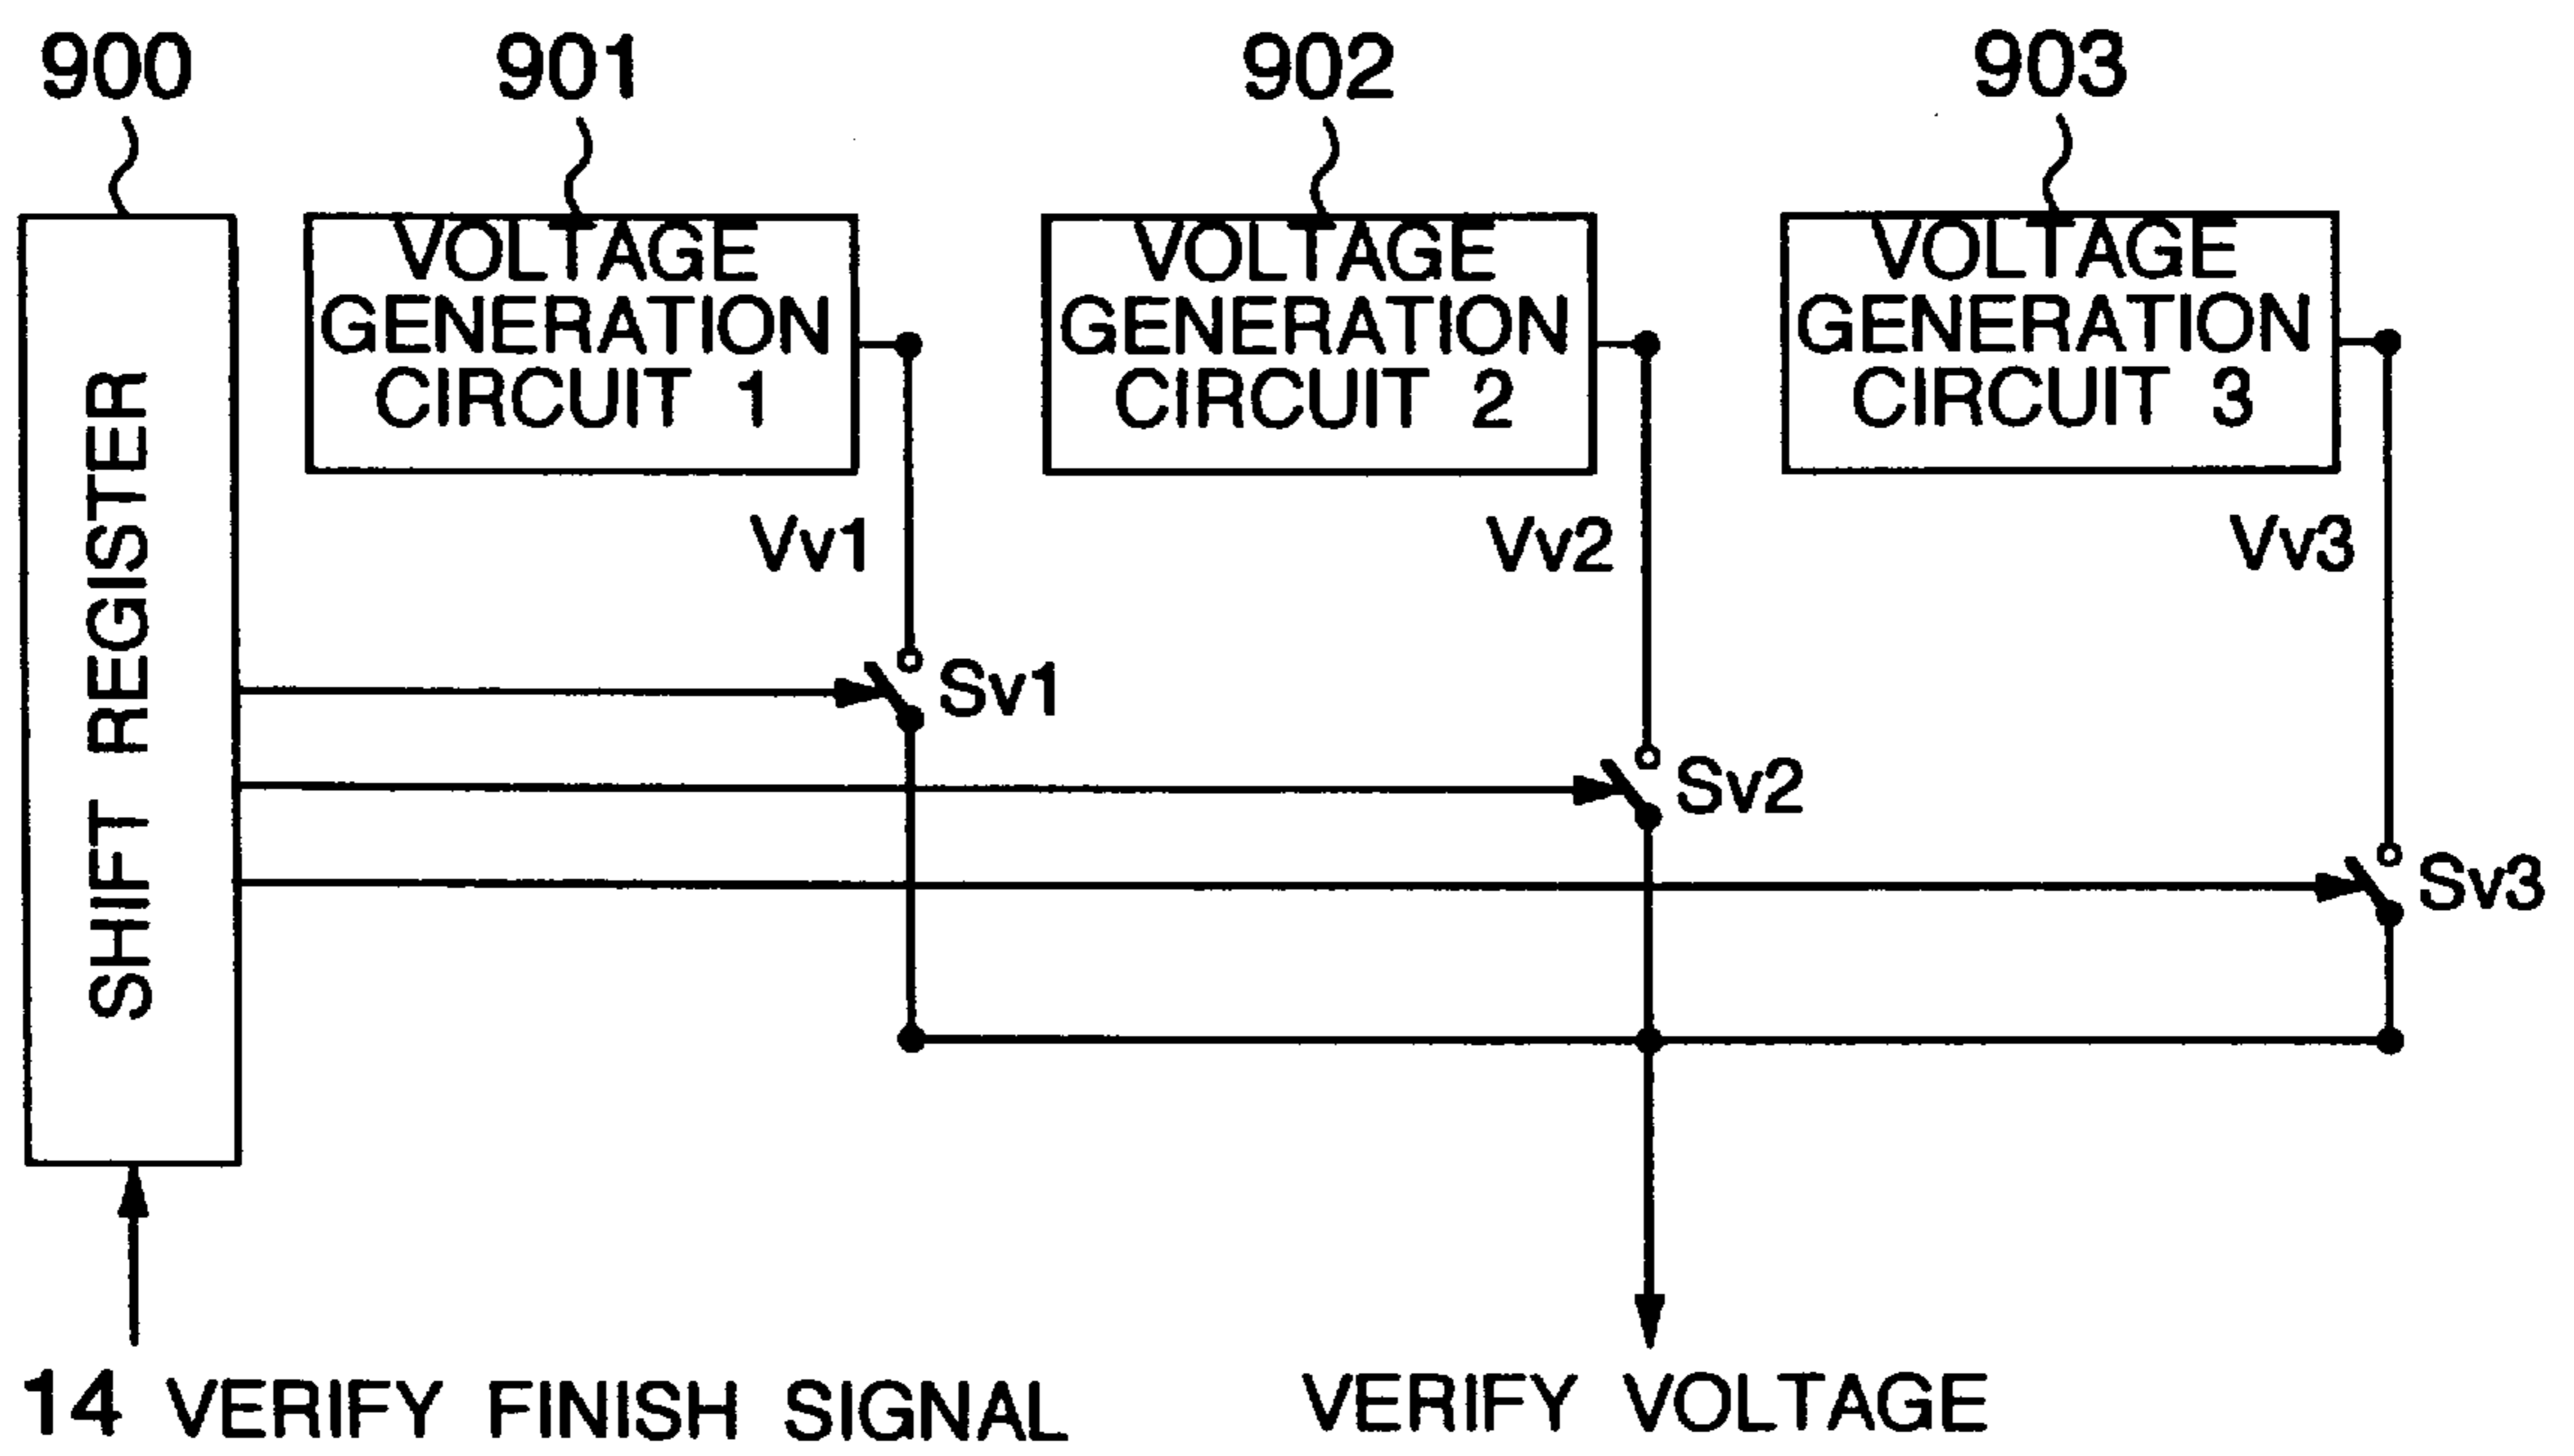 900
901
902
903
SHIFT REGISTER
VOLTAGE
GENERATION
CIRCUIT 1
VOLTAGE
GENERATION
CIRCUIT 2
VOLTAGE
GENERATION
CIRCUIT 3
Vv1
Vv2
Vv3
Sv1
Sv2
Sv3
14 VERIFY FINISH SIGNAL
VERIFY VOLTAGE